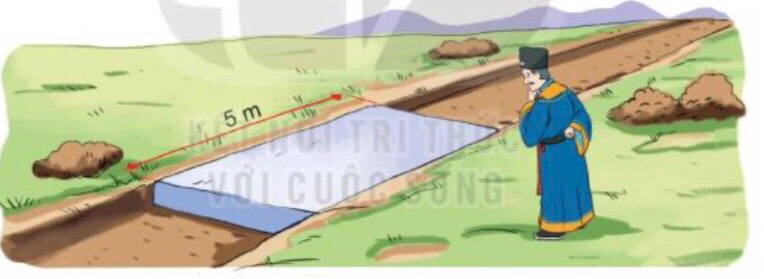 5 m
KẾT NỐI TRI THỨC
VỚI CUỘC SỐNG